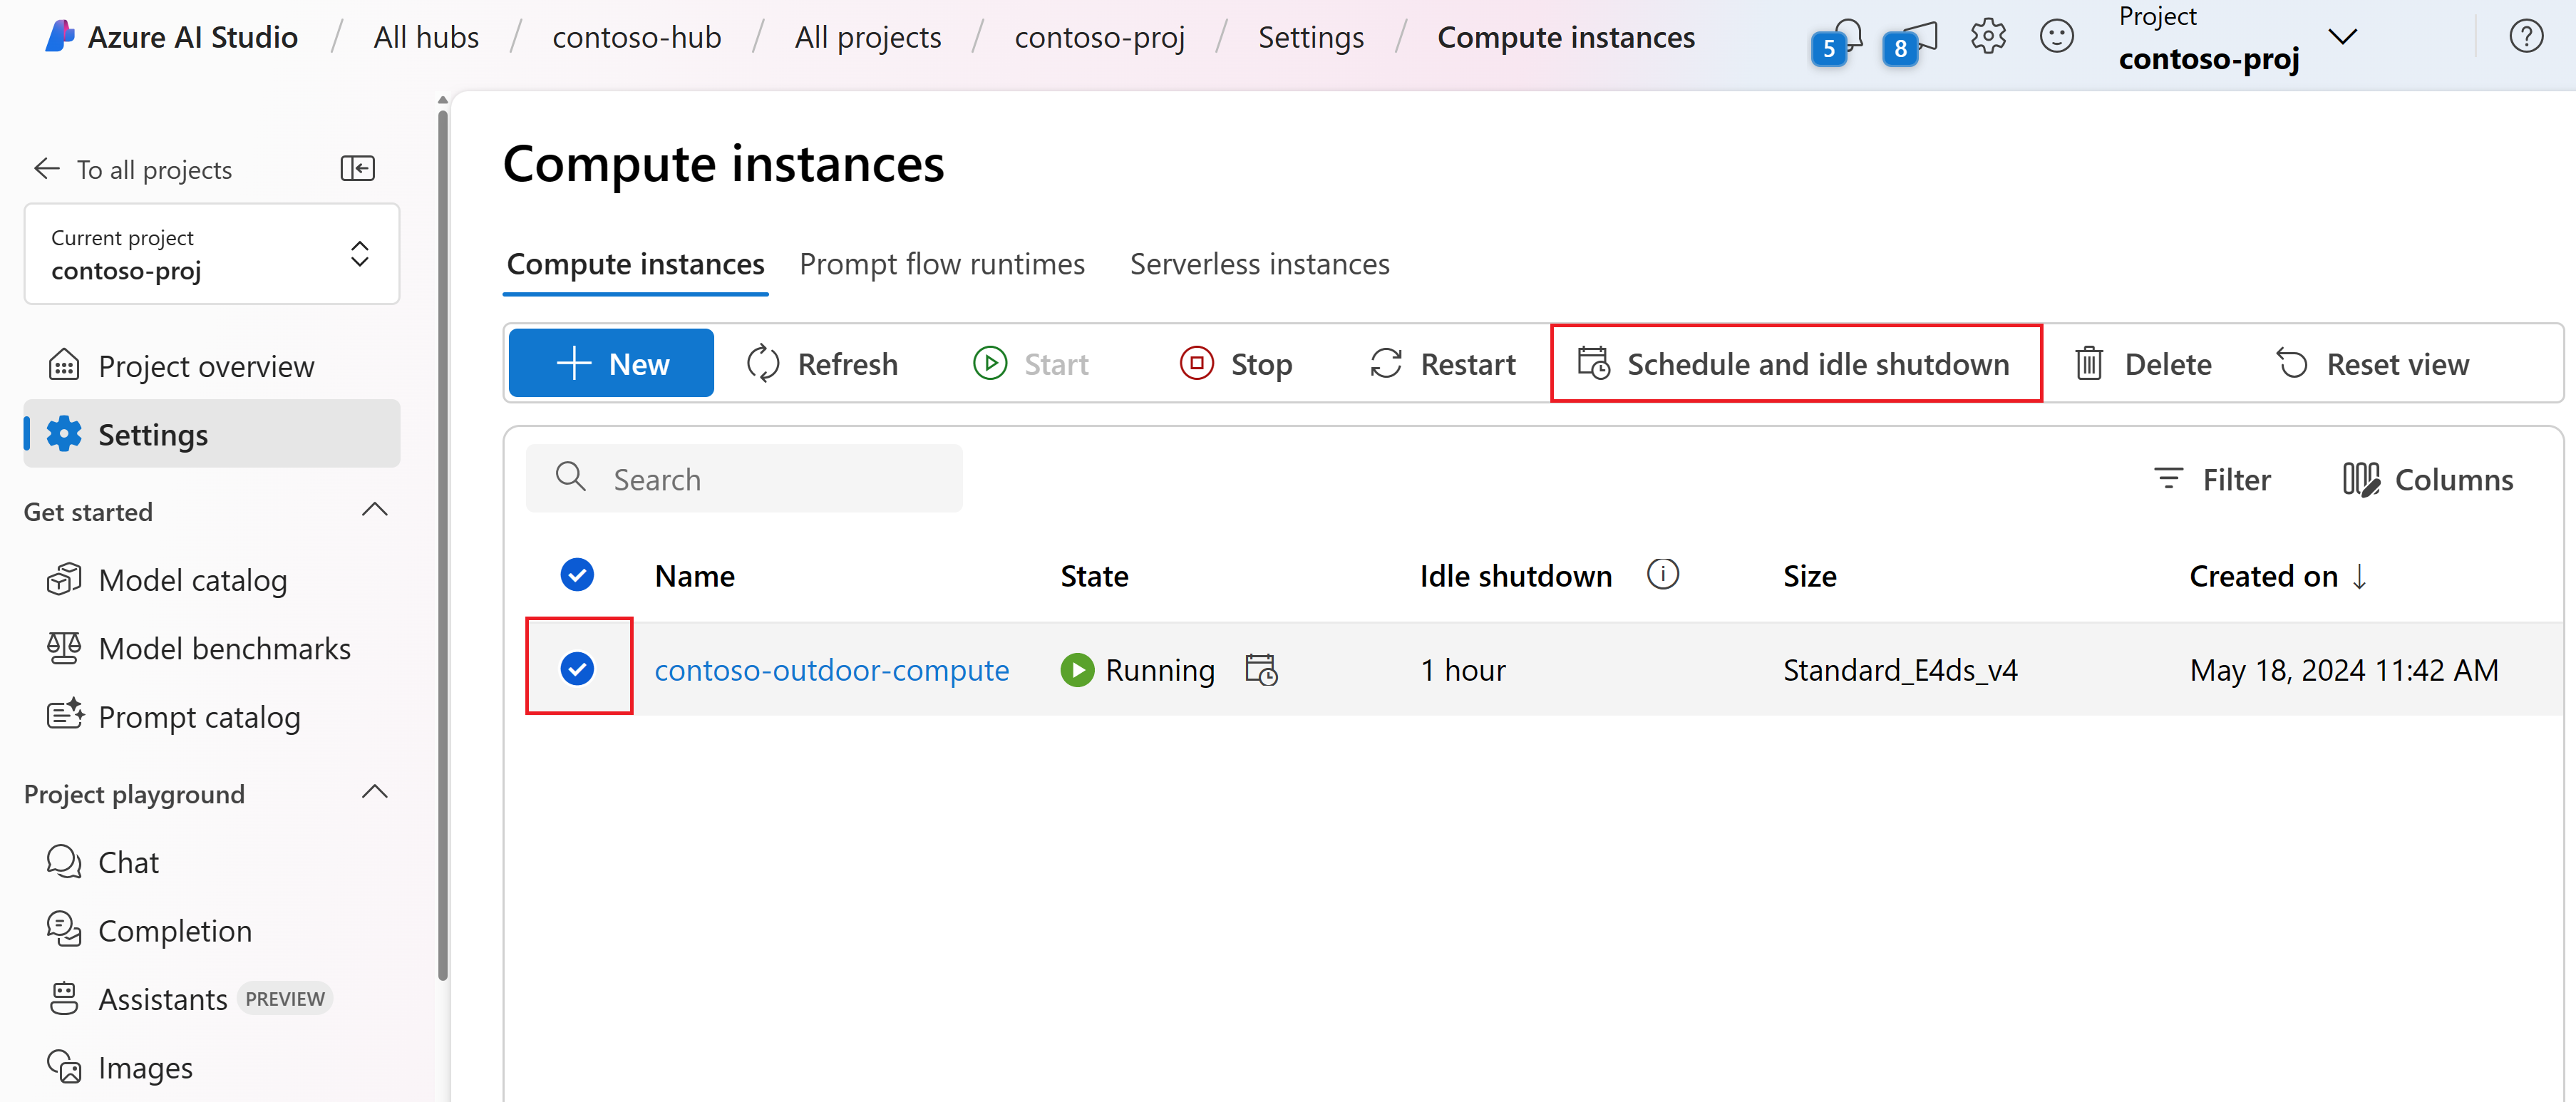 Azure AI Studio / All hubs / contoso-hub / All projects / contoso-proj / Settings / Compute instances
5
8
Project
contoso-proj
To all projects
Current project
contoso-proj
Project overview
Settings
Get started
Model catalog
Model benchmarks
Prompt catalog
Project playground
Chat
Completion
Assistants PREVIEW
Images
Compute instances
Compute instances Prompt flow runtimes Serverless instances
New Refresh Start Stop Restart Schedule and idle shutdown Delete Reset view
Search Filter Columns
Name State Idle shutdown Size Created on ↓
contoso-outdoor-compute Running 1 hour Standard_E4ds_v4 May 18, 2024 11:42 AM